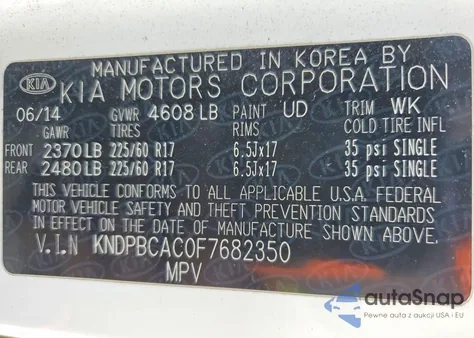 MANUFACTURED IN KOREA BY
KIA KIA MOTORS CORPORATION
06/14 GVWR 4608 LB PAINT UD TRIM WK
GAWR TIRES RIMS COLD TIRE INFL
FRONT 2370 LB 225/60 R17 6.5Jx17 35 psi SINGLE
REAR 2480 LB 225/60 R17 6.5Jx17 35 psi SINGLE
THIS VEHICLE CONFORMS TO ALL APPLICABLE U.S.A. FEDERAL
MOTOR VEHICLE SAFETY AND THEFT PREVENTION STANDARDS
IN EFFECT ON THE DATE OF MANUFACTURE SHOWN ABOVE.
V.I.N KNDPBCAC0F7682350
MPV
autaSnap
Pewne auta z aukcji USA i EU